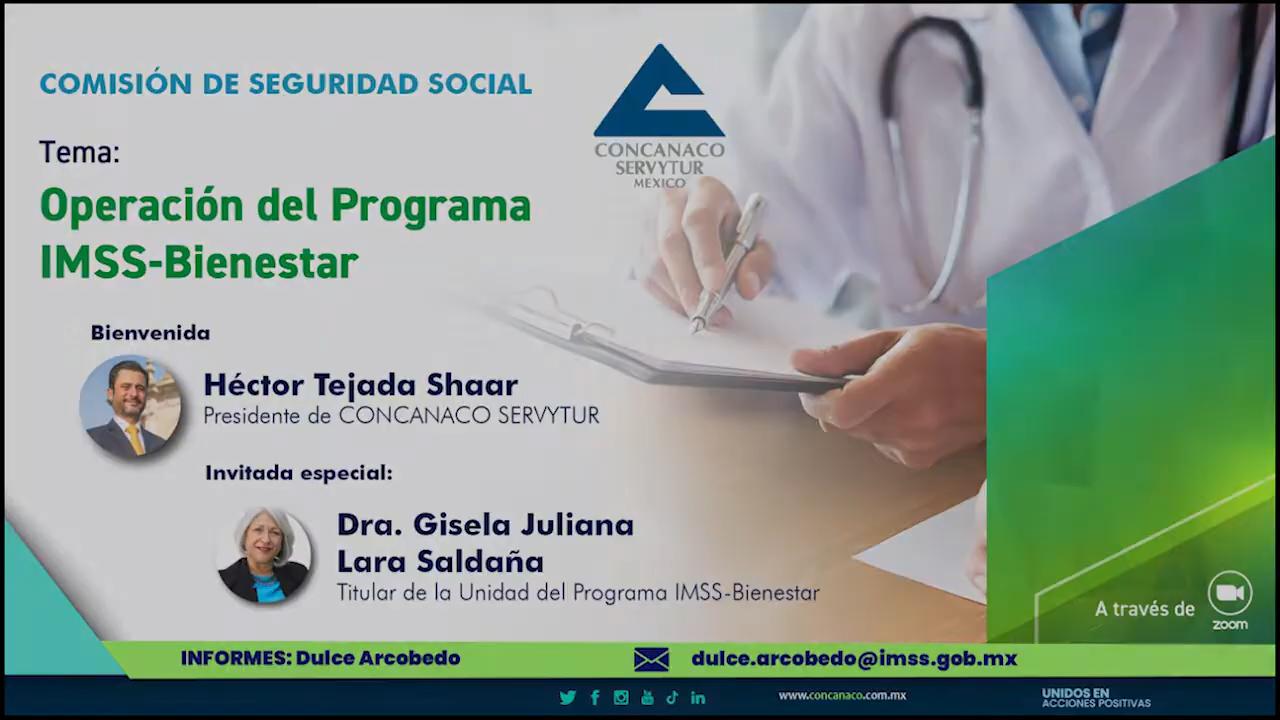 COMISIÓN DE SEGURIDAD SOCIAL
CONCANACO
SERVYTUR
MEXICO
Tema:
Operación del Programa
IMSS-Bienestar
Bienvenida
Héctor Tejada Shaar
Presidente de CONCANACO SERVYTUR
Invitada especial:
Dra. Gisela Juliana
Lara Saldaña
Titular de la Unidad del Programa IMSS-Bienestar
A través de
zoom
INFORMES: Dulce Arcobedo
dulce.arcobedo@imss.gob.mx
www.concanaco.com.mx
UNIDOS EN
ACCIONES POSITIVAS